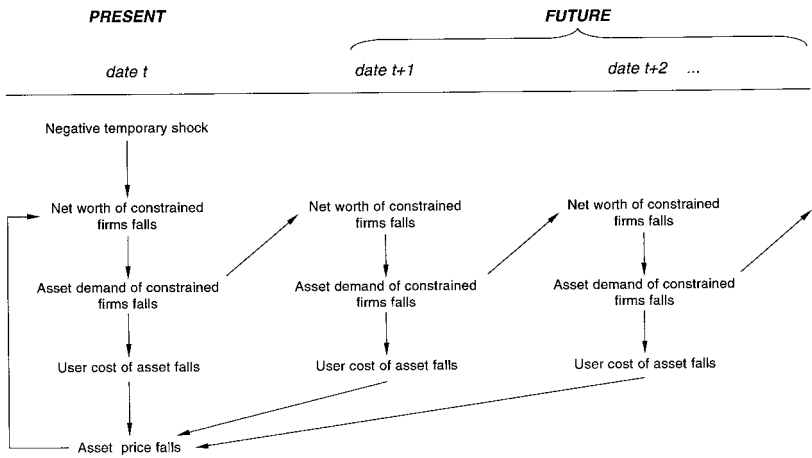 PRESENT
FUTURE
date t
date t+1
date t+2 ...
Negative temporary shock
Net worth of constrained
firms falls
Net worth of constrained
firms falls
Net worth of constrained
firms falls
Asset demand of constrained
firms falls
Asset demand of constrained
firms falls
Asset demand of constrained
firms falls
User cost of asset falls
User cost of asset falls
User cost of asset falls
Asset price falls